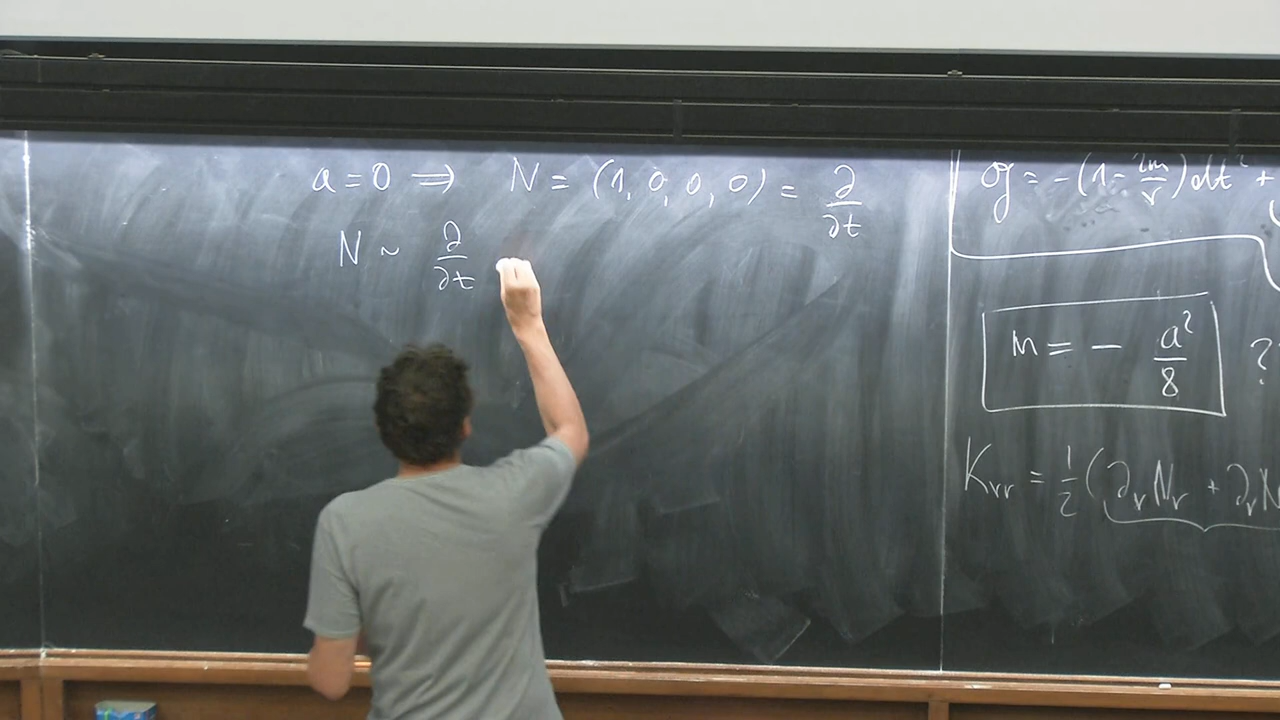 a = 0 ⇒ N = (1, 0, 0, 0) = ∂/∂t
N ~ ∂/∂t
g = -(1 - 2m/r) dt² +
m = - a²/8 ?
K_rr = 1/2 (∂_r N_r + ∂_r N